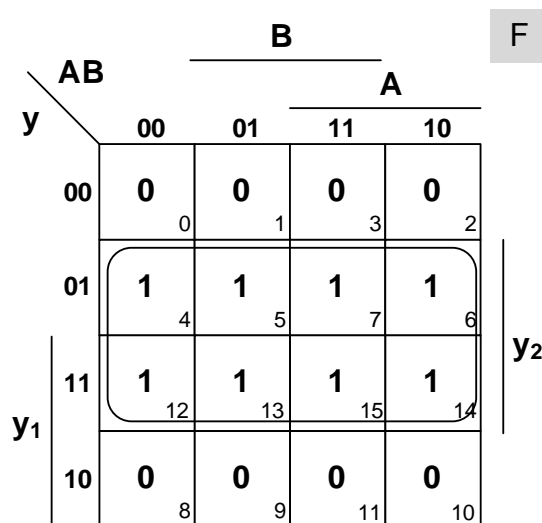 B F
AB
A
y 00 01 11 10
00 0 0 0 0
0 1 3 2
01 1 1 1 1
4 5 7 6
y₂
11 1 1 1 1
12 13 15 14
y₁
10 0 0 0 0
8 9 11 10